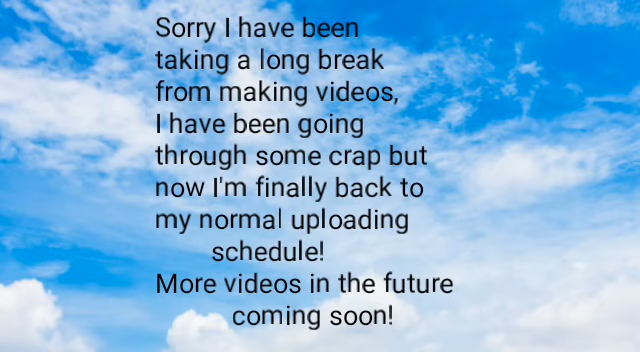 Sorry I have been
taking a long break
from making videos,
I have been going
through some crap but
now I'm finally back to
my normal uploading
schedule!
More videos in the future
coming soon!